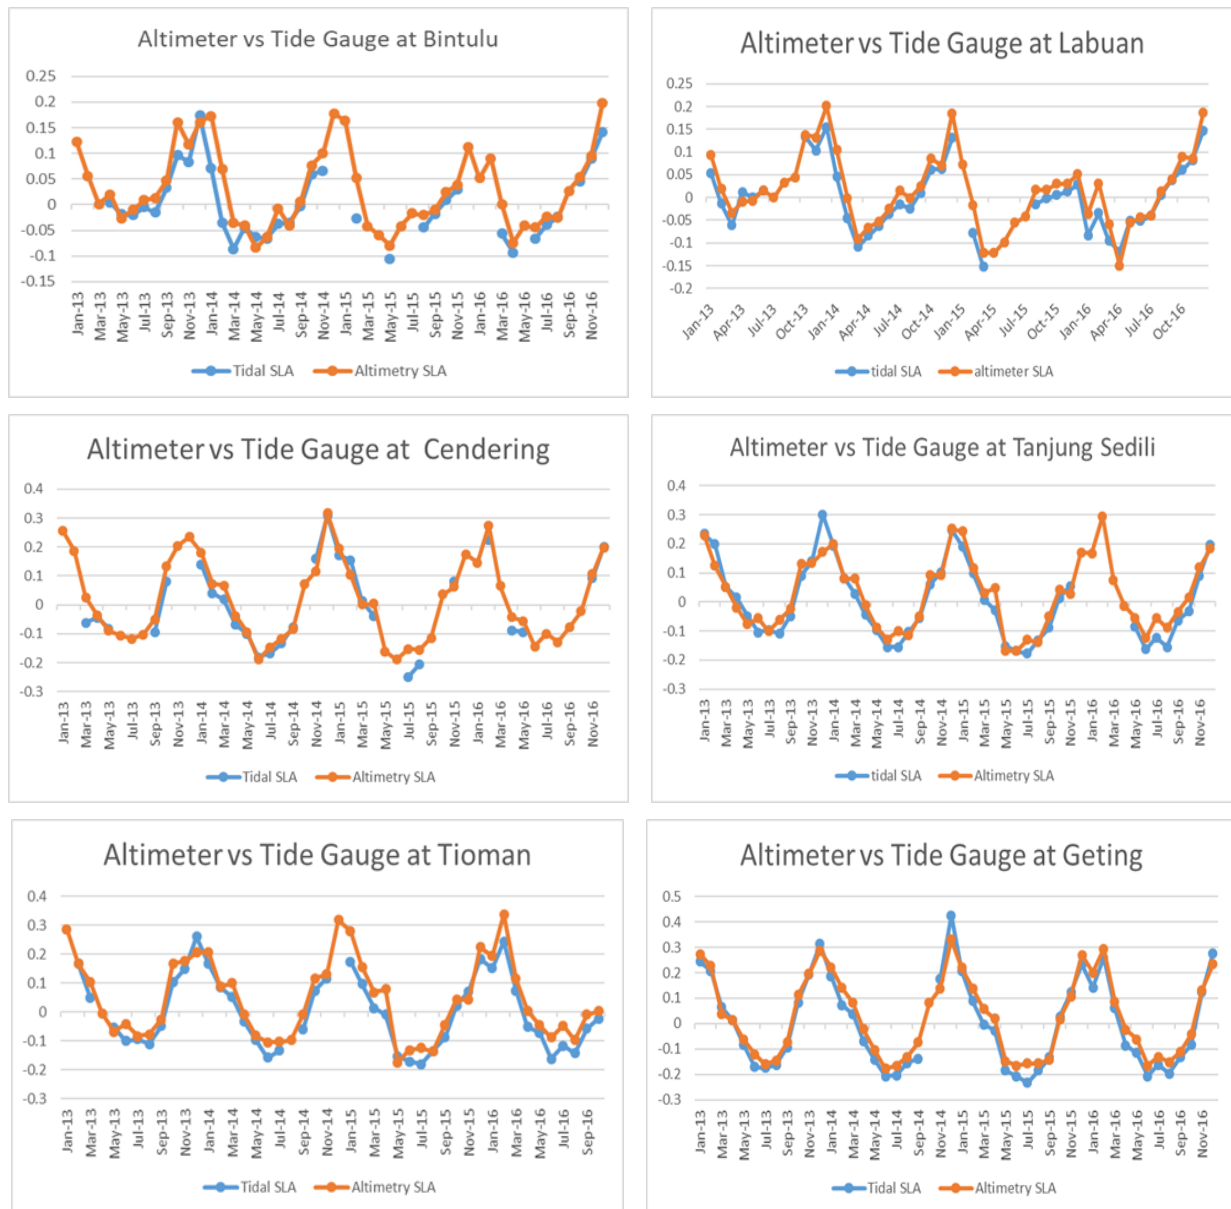 Altimeter vs Tide Gauge at Bintulu
0.25
0.2
0.15
0.1
0.05
0
-0.05
-0.1
-0.15
Jan-13 Mar-13 May-13 Jul-13 Sep-13 Nov-13 Jan-14 Mar-14 May-14 Jul-14 Sep-14 Nov-14 Jan-15 Mar-15 May-15 Jul-15 Sep-15 Nov-15 Jan-16 Mar-16 May-16 Jul-16 Sep-16 Nov-16
Tidal SLA Altimetry SLA
Altimeter vs Tide Gauge at Labuan
0.25
0.2
0.15
0.1
0.05
0
-0.05
-0.1
-0.15
-0.2
Jan-13 Apr-13 Jul-13 Oct-13 Jan-14 Apr-14 Jul-14 Oct-14 Jan-15 Apr-15 Jul-15 Oct-15 Jan-16 Apr-16 Jul-16 Oct-16
tidal SLA altimeter SLA
Altimeter vs Tide Gauge at Cendering
0.4
0.3
0.2
0.1
0
-0.1
-0.2
-0.3
Jan-13 Mar-13 May-13 Jul-13 Sep-13 Nov-13 Jan-14 Mar-14 May-14 Jul-14 Sep-14 Nov-14 Jan-15 Mar-15 May-15 Jul-15 Sep-15 Nov-15 Jan-16 Mar-16 May-16 Jul-16 Sep-16 Nov-16
Tidal SLA Altimetry SLA
Altimeter vs Tide Gauge at Tanjung Sedili
0.4
0.3
0.2
0.1
0
-0.1
-0.2
-0.3
Jan-13 Mar-13 May-13 Jul-13 Sep-13 Nov-13 Jan-14 Mar-14 May-14 Jul-14 Sep-14 Nov-14 Jan-15 Mar-15 May-15 Jul-15 Sep-15 Nov-15 Jan-16 Mar-16 May-16 Jul-16 Sep-16 Nov-16
tidal SLA Altimetry SLA
Altimeter vs Tide Gauge at Tioman
0.4
0.3
0.2
0.1
0
-0.1
-0.2
-0.3
Jan-13 Mar-13 May-13 Jul-13 Sep-13 Nov-13 Jan-14 Mar-14 May-14 Jul-14 Sep-14 Nov-14 Jan-15 Mar-15 May-15 Jul-15 Sep-15 Nov-15 Jan-16 Mar-16 May-16 Jul-16 Sep-16
Tidal SLA Altimetry SLA
Altimeter vs Tide Gauge at Geting
0.5
0.4
0.3
0.2
0.1
0
-0.1
-0.2
-0.3
Jan-13 Mar-13 May-13 Jul-13 Sep-13 Nov-13 Jan-14 Mar-14 May-14 Jul-14 Sep-14 Nov-14 Jan-15 Mar-15 May-15 Jul-15 Sep-15 Nov-15 Jan-16 Mar-16 May-16 Jul-16 Sep-16 Nov-16
Tidal SLA Altimetry SLA